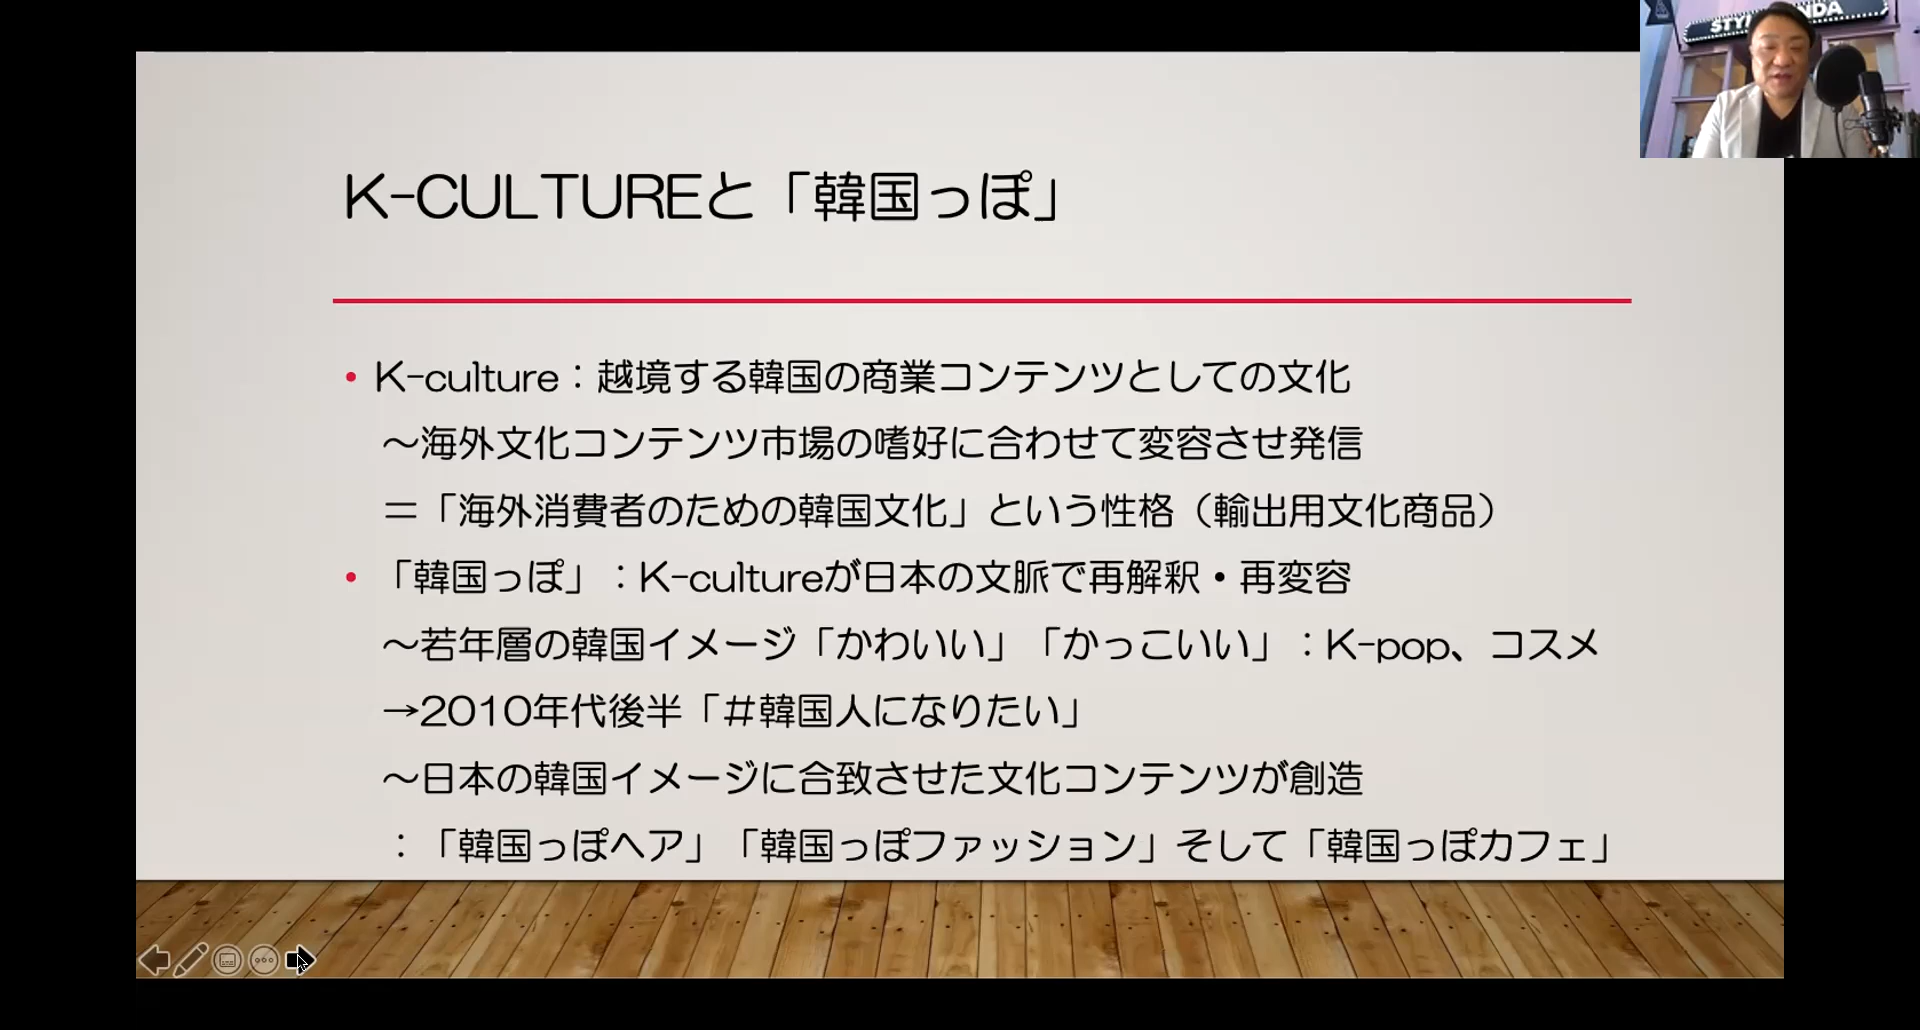 K-CULTUREと「韓国っぽ」
• K-culture：越境する韓国の商業コンテンツとしての文化
～海外文化コンテンツ市場の嗜好に合わせて変容させ発信
＝「海外消費者のための韓国文化」という性格（輸出用文化商品）
• 「韓国っぽ」：K-cultureが日本の文脈で再解釈・再変容
～若年層の韓国イメージ「かわいい」「かっこいい」：K-pop、コスメ
→2010年代後半「＃韓国人になりたい」
～日本の韓国イメージに合致させた文化コンテンツが創造
：「韓国っぽヘア」「韓国っぽファッション」そして「韓国っぽカフェ」